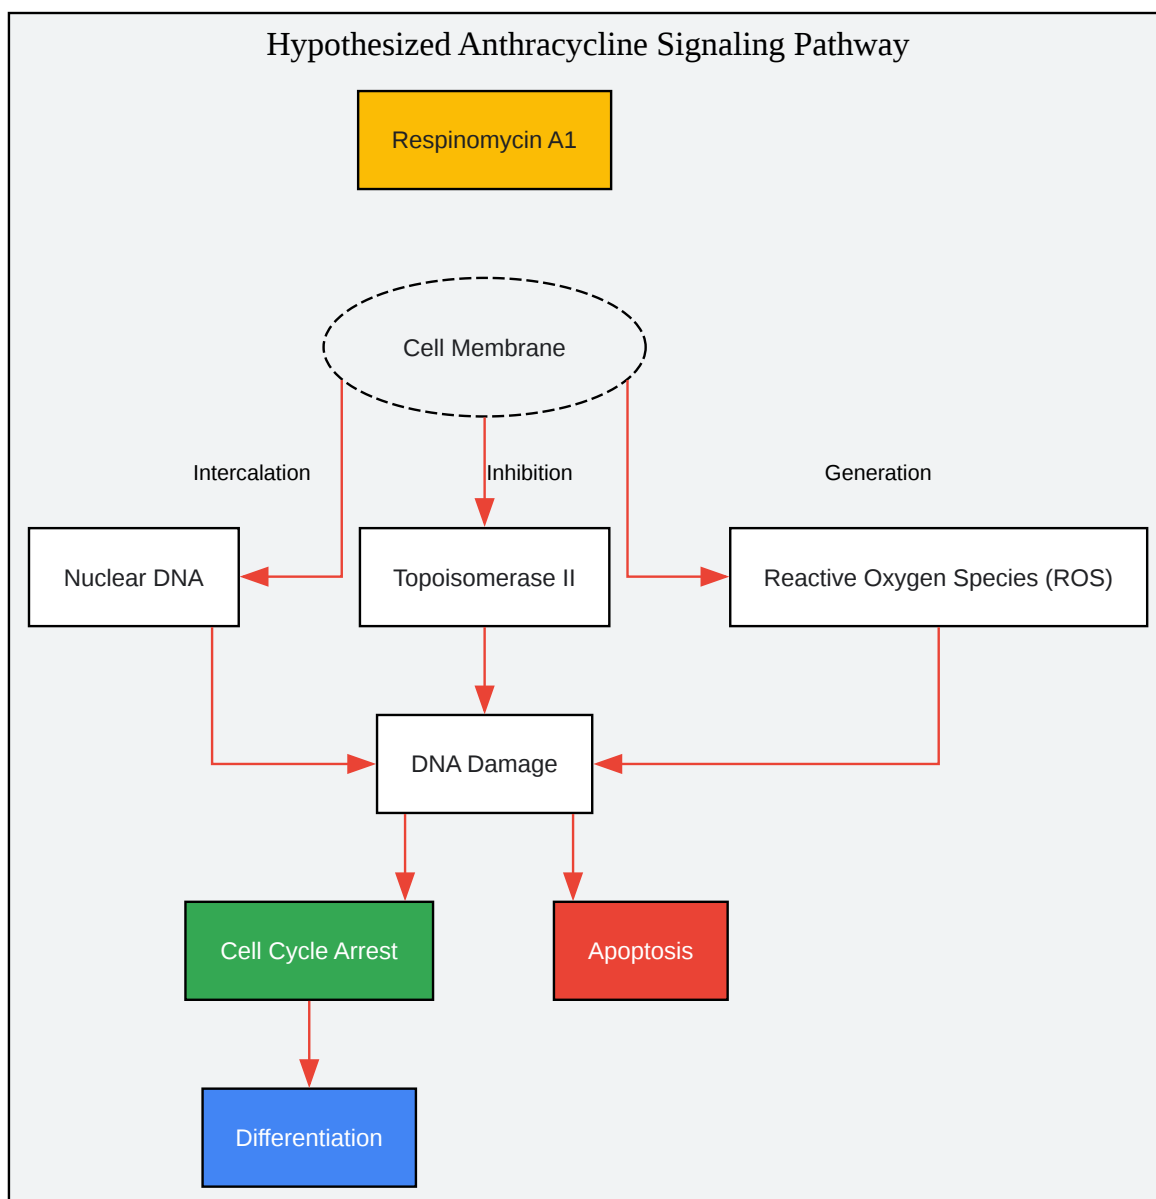 Hypothesized Anthracycline Signaling Pathway
Respinomycin A1
Cell Membrane
Intercalation
Inhibition
Generation
Nuclear DNA
Topoisomerase II
Reactive Oxygen Species (ROS)
DNA Damage
Cell Cycle Arrest
Apoptosis
Differentiation